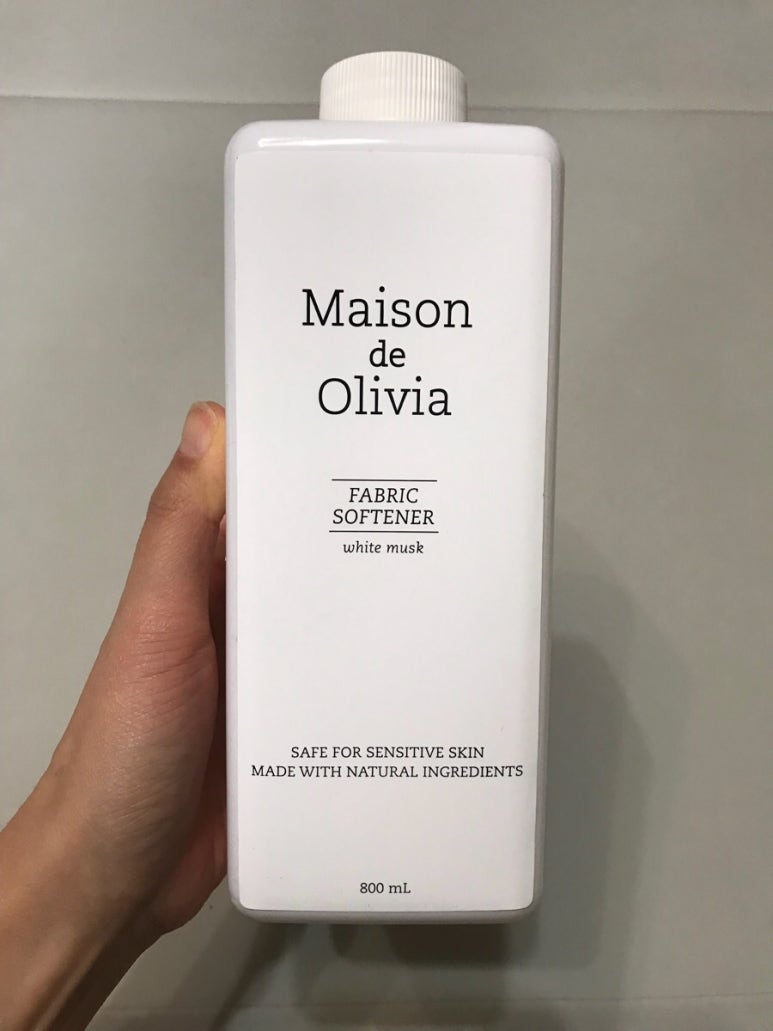 Maison
de
Olivia
FABRIC
SOFTENER
white musk
SAFE FOR SENSITIVE SKIN
MADE WITH NATURAL INGREDIENTS
800 mL